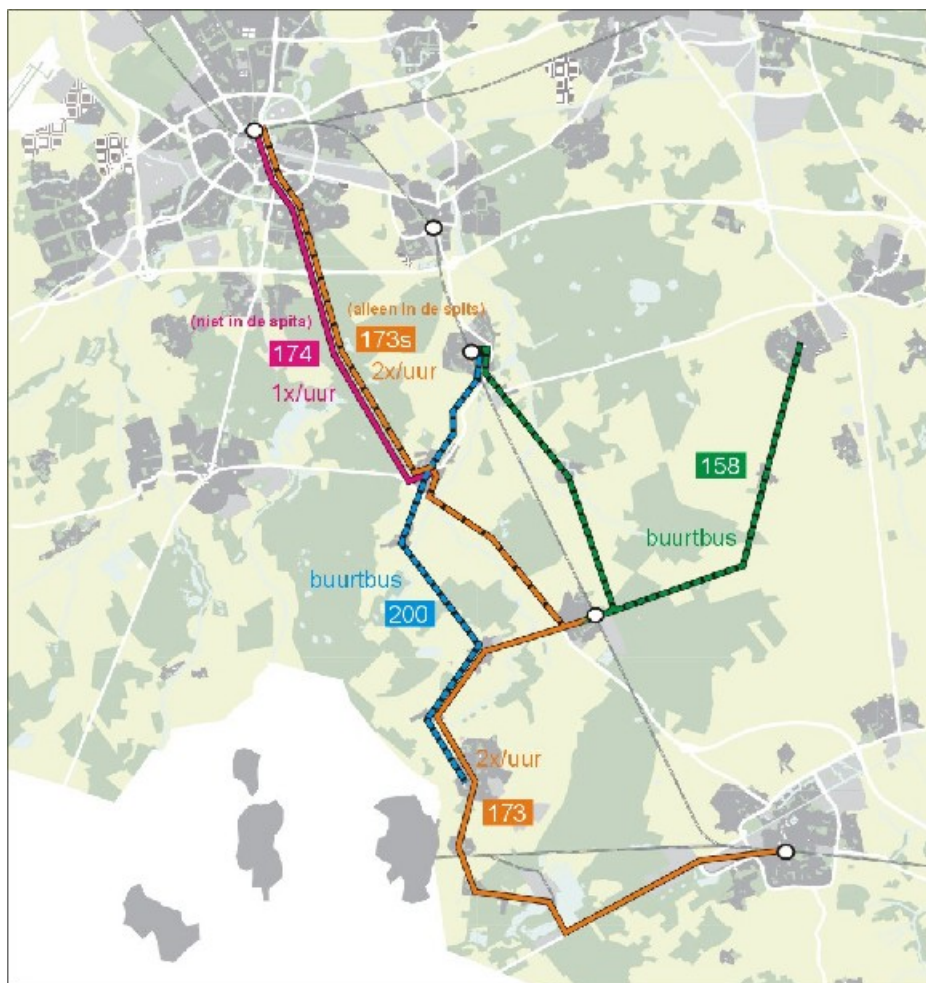 (niet in de spits)
174
1x/uur
(alleen in de spits)
173s
2x/uur
158
buurtbus
buurtbus
200
2x/uur
173